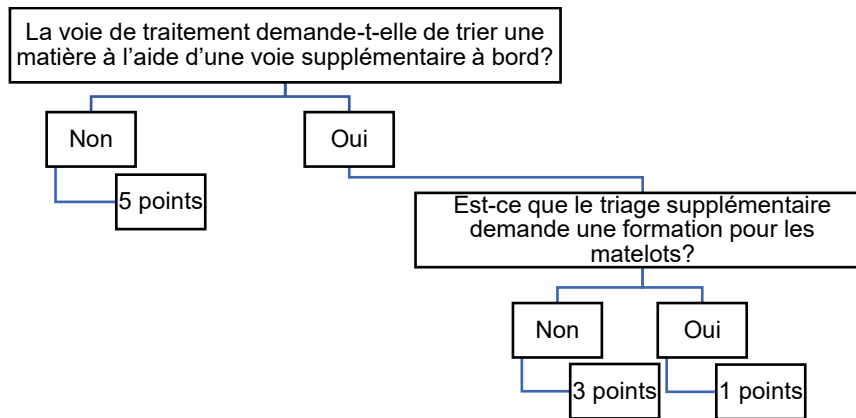 La voie de traitement demande-t-elle de trier une
matière à l’aide d’une voie supplémentaire à bord?
Non
Oui
5 points
Est-ce que le triage supplémentaire
demande une formation pour les
matelots?
Non
Oui
3 points
1 points